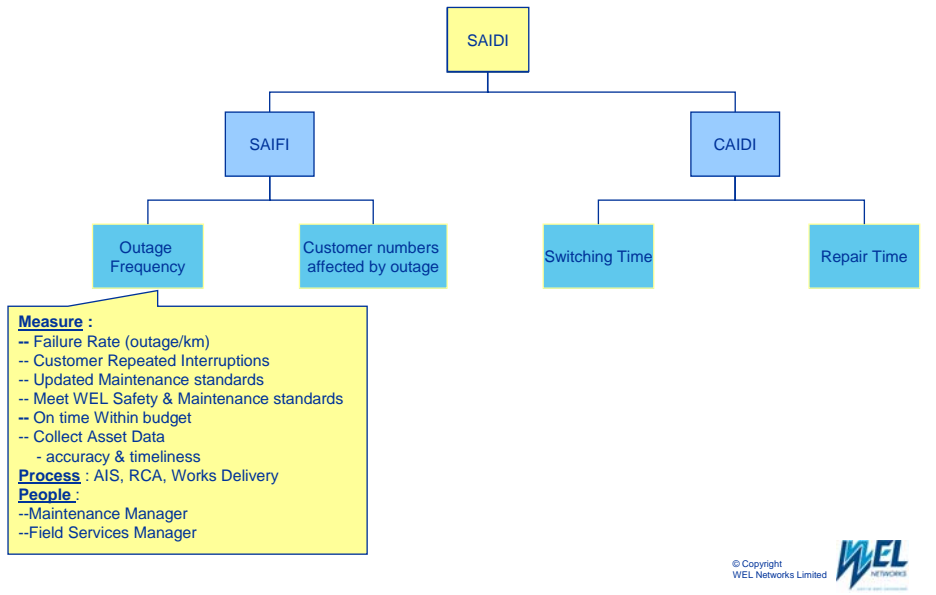 SAIDI
SAIFI
CAIDI
Outage
Frequency
Customer numbers
affected by outage
Switching Time
Repair Time
Measure :
-- Failure Rate (outage/km)
-- Customer Repeated Interruptions
-- Updated Maintenance standards
-- Meet WEL Safety & Maintenance standards
-- On time Within budget
-- Collect Asset Data
- accuracy & timeliness
Process : AIS, RCA, Works Delivery
People :
--Maintenance Manager
--Field Services Manager
© Copyright
WEL Networks Limited
WEL
NETWORKS